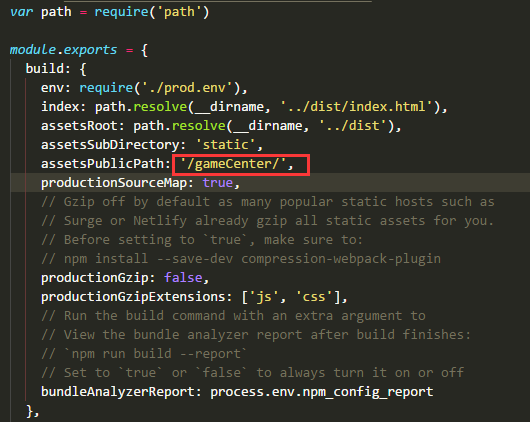 var path = require('path')
module.exports = {
build: {
env: require('./prod.env'),
index: path.resolve(__dirname, '../dist/index.html'),
assetsRoot: path.resolve(__dirname, '../dist'),
assetsSubDirectory: 'static',
assetsPublicPath: '/gameCenter/',
productionSourceMap: true,
// Gzip off by default as many popular static hosts such as
// Surge or Netlify already gzip all static assets for you.
// Before setting to `true`, make sure to:
// npm install --save-dev compression-webpack-plugin
productionGzip: false,
productionGzipExtensions: ['js', 'css'],
// Run the build command with an extra argument to
// View the bundle analyzer report after build finishes:
// `npm run build --report`
// Set to `true` or `false` to always turn it on or off
bundleAnalyzerReport: process.env.npm_config_report
},